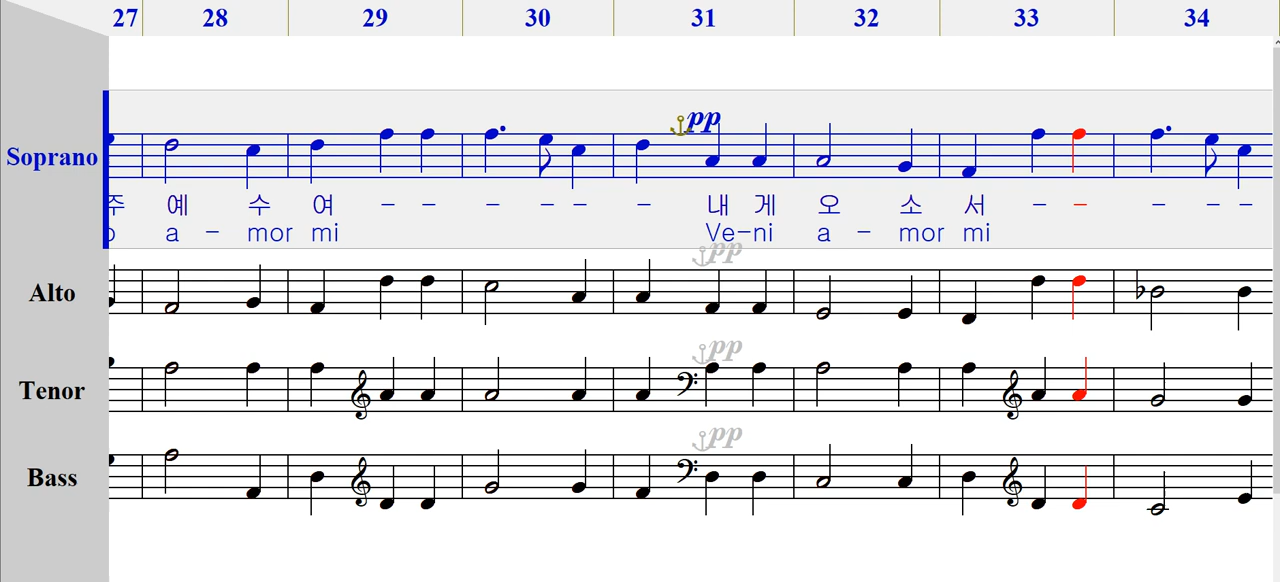 27 28 29 30 31 32 33 34
pp
Soprano
주 예 수 여 - - - - - - 내 게 오 소 서 - - - - -
a - mor mi Ve-ni a - mor mi
pp
Alto
pp
Tenor
pp
Bass